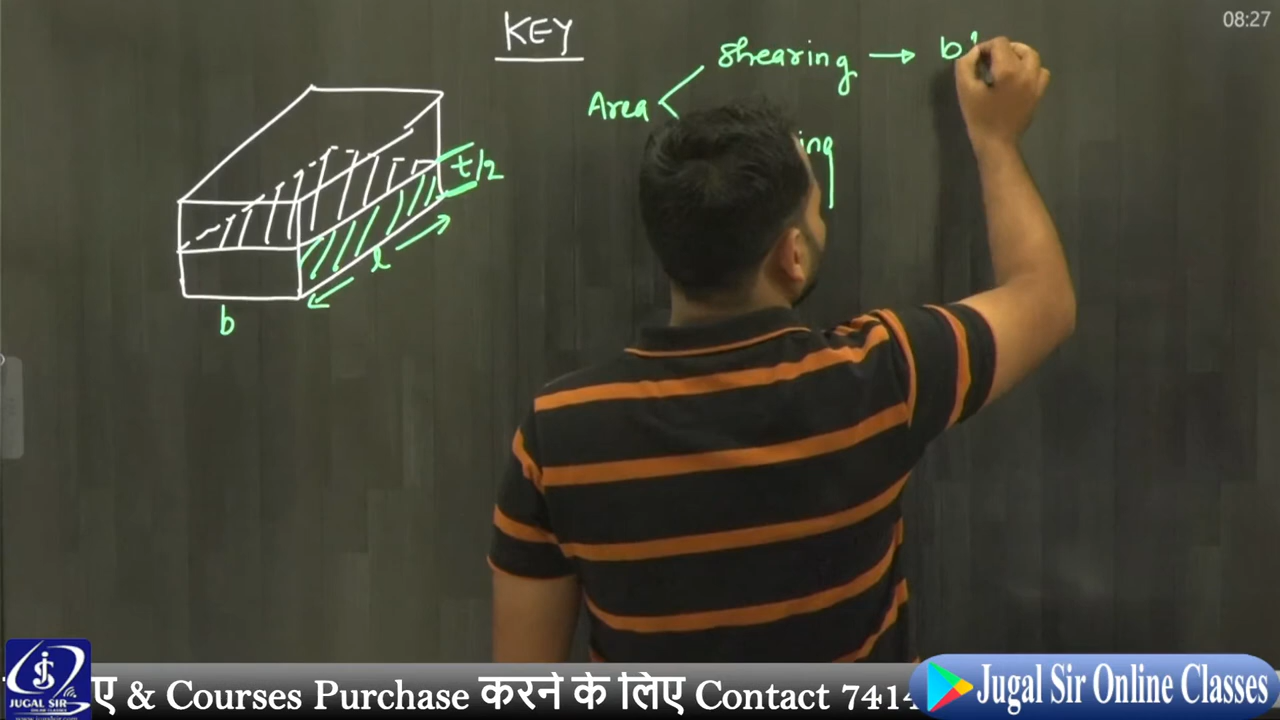 08:27
KEY
Shearing → b
Area
t/2
l
b
ए & Courses Purchase करने के लिए Contact 7414
Jugal Sir Online Classes
JUGAL SIR